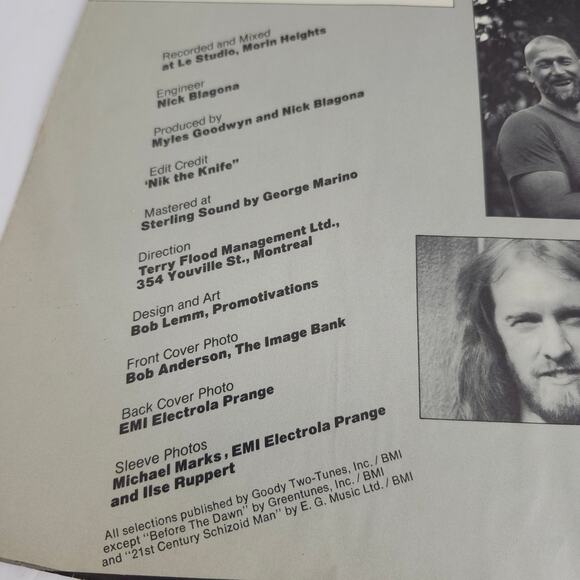 Recorded and Mixed
at Le Studio, Morin Heights
Engineer
Nick Blagona
Produced by
Myles Goodwyn and Nick Blagona
Edit Credit
'Nik the Knife"
Mastered at
Sterling Sound by George Marino
Direction
Terry Flood Management Ltd.,
354 Youville St., Montreal
Design and Art
Bob Lemm, Promotivations
Front Cover Photo
Bob Anderson, The Image Bank
Back Cover Photo
EMI Electrola Prange
Sleeve Photos
Michael Marks, EMI Electrola Prange
and Ilse Ruppert
All selections published by Goody Two-Tunes, Inc. / BMI
except "Before The Dawn" by Greentunes, Inc. / BMI
and "21st Century Schizoid Man" by E. G. Music Ltd. / BMI